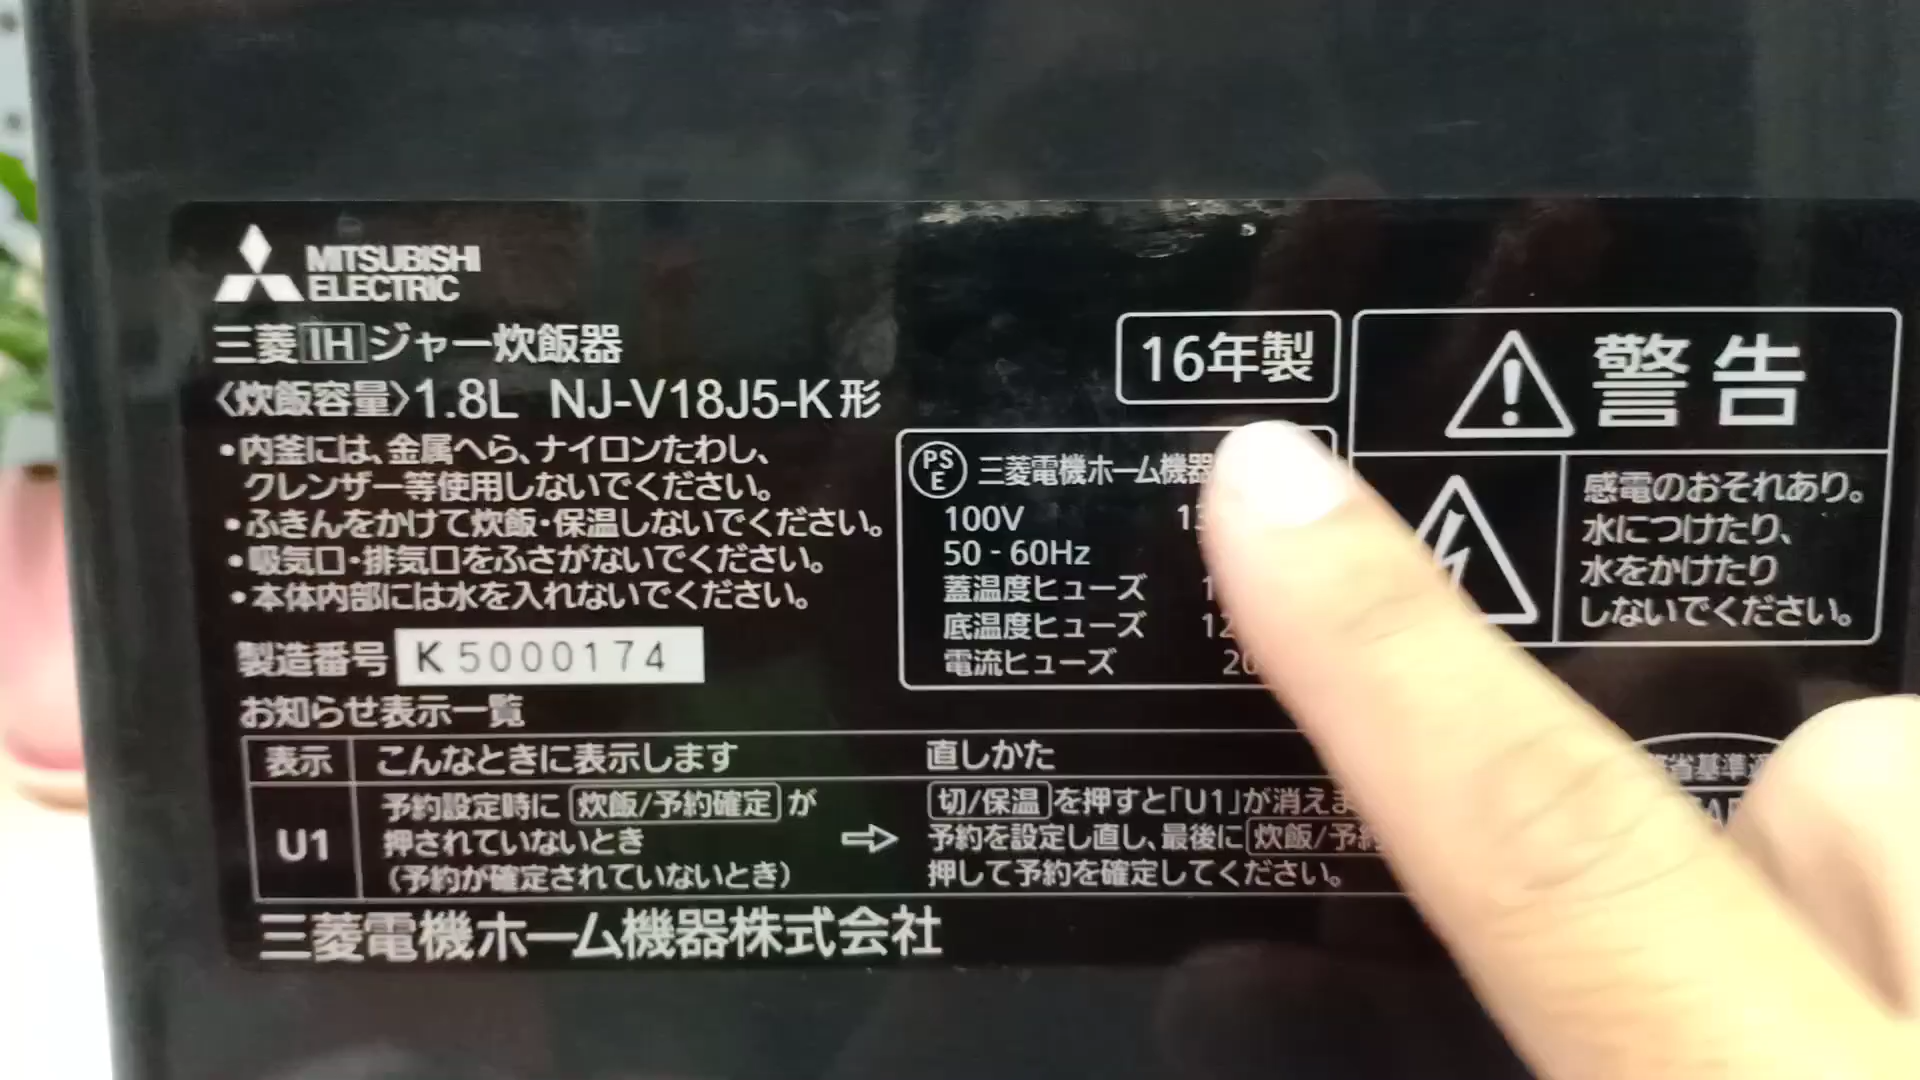 MITSUBISHI
ELECTRIC
三菱IHジャー炊飯器
〈炊飯容量〉1.8L NJ-V18J5-K形
16年製
・内釜には、金属へら、ナイロンたわし、
クレンザー等使用しないでください。
・ふきんをかけて炊飯・保温しないでください。
・吸気口・排気口をふさがないでください。
・本体内部には水を入れないでください。
製造番号 K5000174
PS
E
三菱電機ホーム機器
100V
50-60Hz
蓋温度ヒューズ
底温度ヒューズ
電流ヒューズ
警告
感電のおそれあり。
水につけたり、
水をかけたり
しないでください。
お知らせ表示一覧
表示 こんなときに表示します 直しかた
U1
予約設定時に 炊飯/予約確定 が
押されていないとき
(予約が確定されていないとき)
⇨
切/保温 を押すと「U1」が消えま
予約を設定し直し、最後に 炊飯/予約
押して予約を確定してください。
省基準
三菱電機ホーム機器株式会社